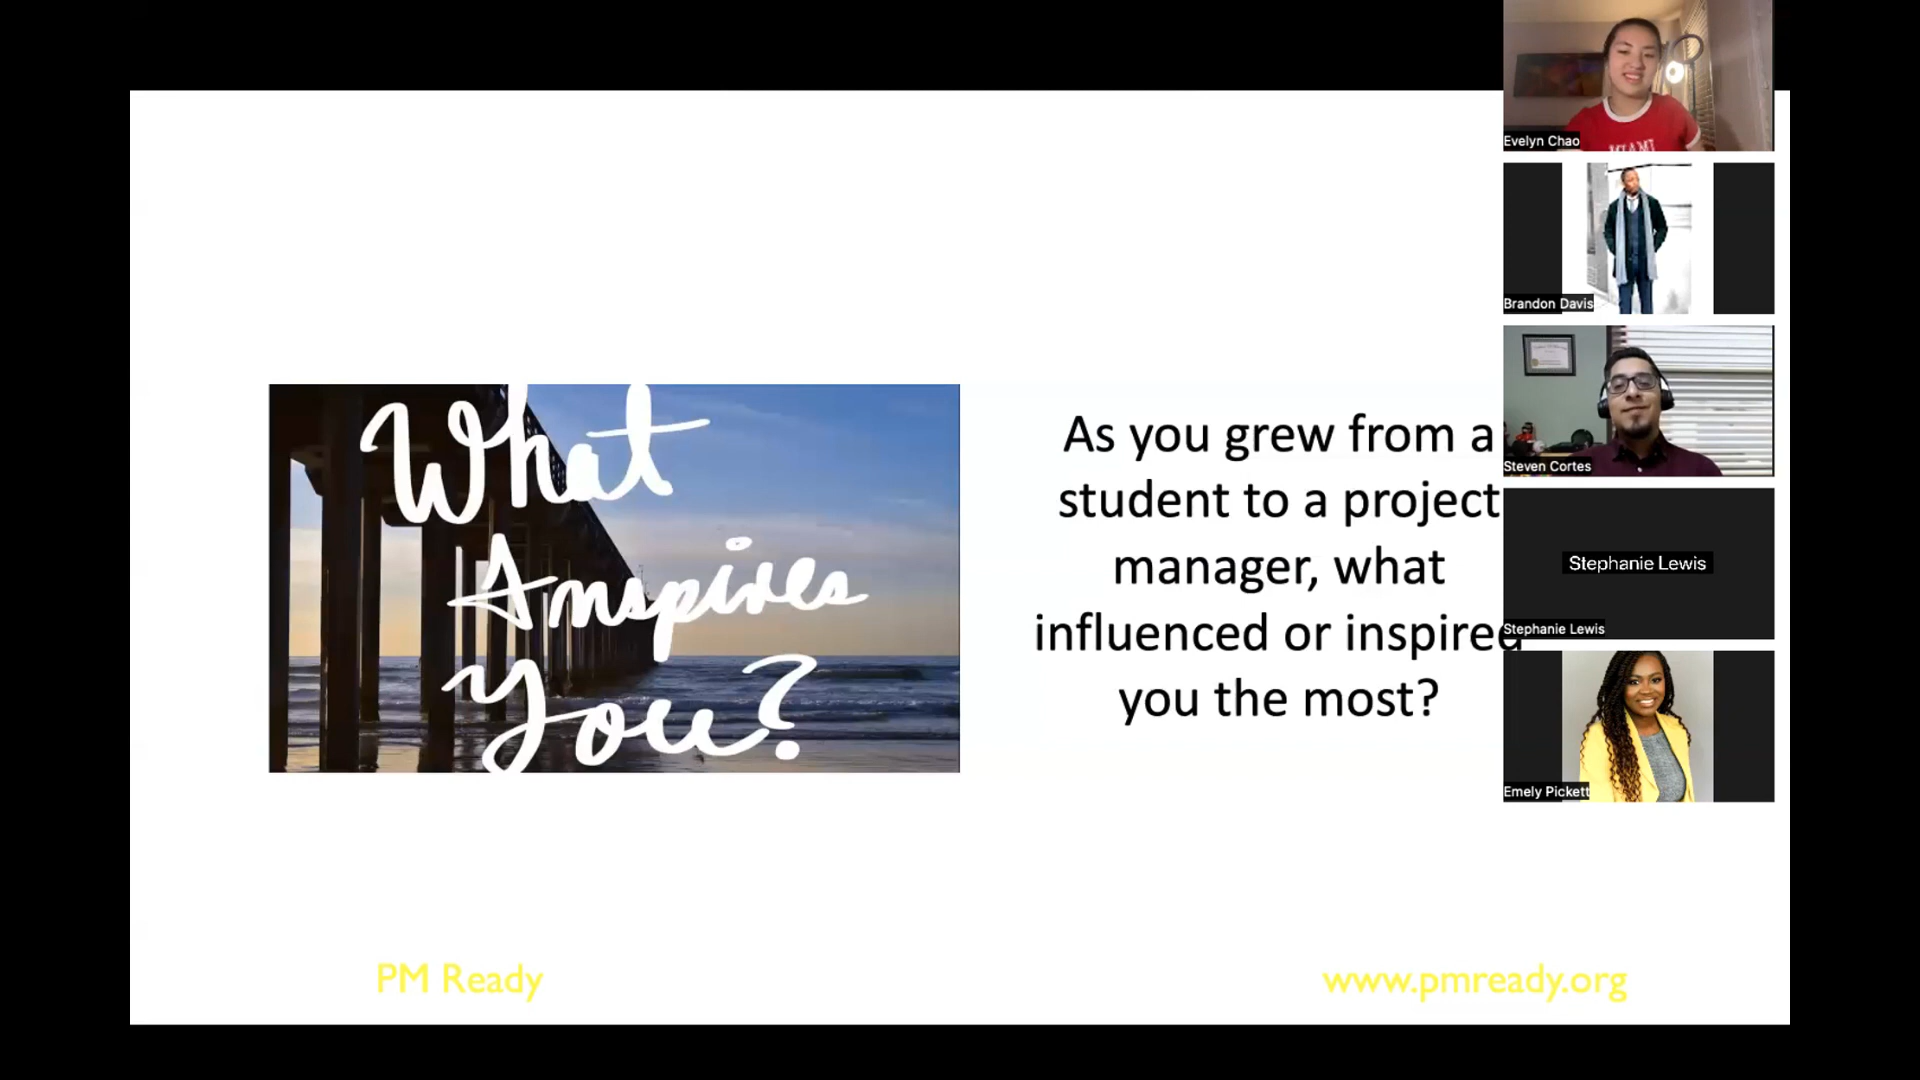 What
Inspires
You?
As you grew from a
student to a project
manager, what
influenced or inspired
you the most?
PM Ready
www.pmready.org
MIAMI
Evelyn Chao
Brandon Davis
Steven Cortes
Stephanie Lewis
Stephanie Lewis
Emely Pickett